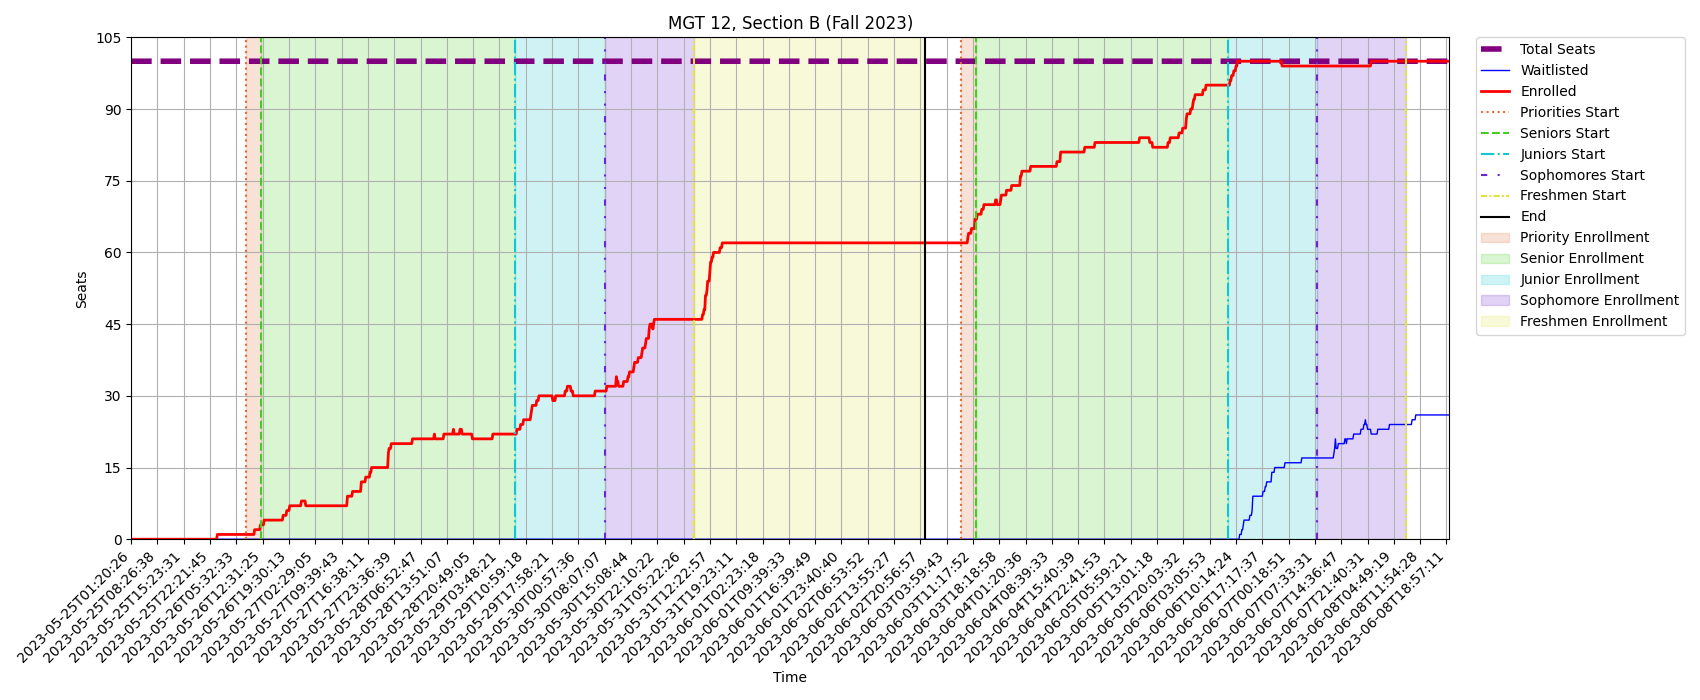 MGT 12, Section B (Fall 2023)
105
90
75
60
45
30
15
0
Seats
2023-05-25T01:20:26
2023-05-25T08:26:38
2023-05-25T15:23:31
2023-05-25T22:21:45
2023-05-26T05:32:33
2023-05-26T12:31:25
2023-05-26T19:30:13
2023-05-27T02:29:05
2023-05-27T09:39:43
2023-05-27T16:38:11
2023-05-27T23:36:39
2023-05-28T06:52:47
2023-05-28T13:51:07
2023-05-28T20:49:05
2023-05-29T03:48:21
2023-05-29T10:59:18
2023-05-29T17:58:21
2023-05-30T00:57:36
2023-05-30T08:07:07
2023-05-30T15:08:44
2023-05-30T22:10:22
2023-05-31T05:22:26
2023-05-31T12:22:57
2023-05-31T19:23:11
2023-06-01T02:23:18
2023-06-01T09:39:33
2023-06-01T16:39:49
2023-06-01T23:40:40
2023-06-02T06:53:52
2023-06-02T13:55:27
2023-06-02T20:56:57
2023-06-03T03:59:43
2023-06-03T11:17:52
2023-06-03T18:18:58
2023-06-04T01:20:36
2023-06-04T08:39:33
2023-06-04T15:40:39
2023-06-04T22:41:53
2023-06-05T05:59:21
2023-06-05T13:01:18
2023-06-05T20:03:32
2023-06-06T03:05:53
2023-06-06T10:14:24
2023-06-06T17:17:37
2023-06-07T00:18:51
2023-06-07T07:33:31
2023-06-07T14:36:47
2023-06-07T21:40:31
2023-06-08T04:49:19
2023-06-08T11:54:28
2023-06-08T18:57:11
Time
Total Seats
Waitlisted
Enrolled
Priorities Start
Seniors Start
Juniors Start
Sophomores Start
Freshmen Start
End
Priority Enrollment
Senior Enrollment
Junior Enrollment
Sophomore Enrollment
Freshmen Enrollment